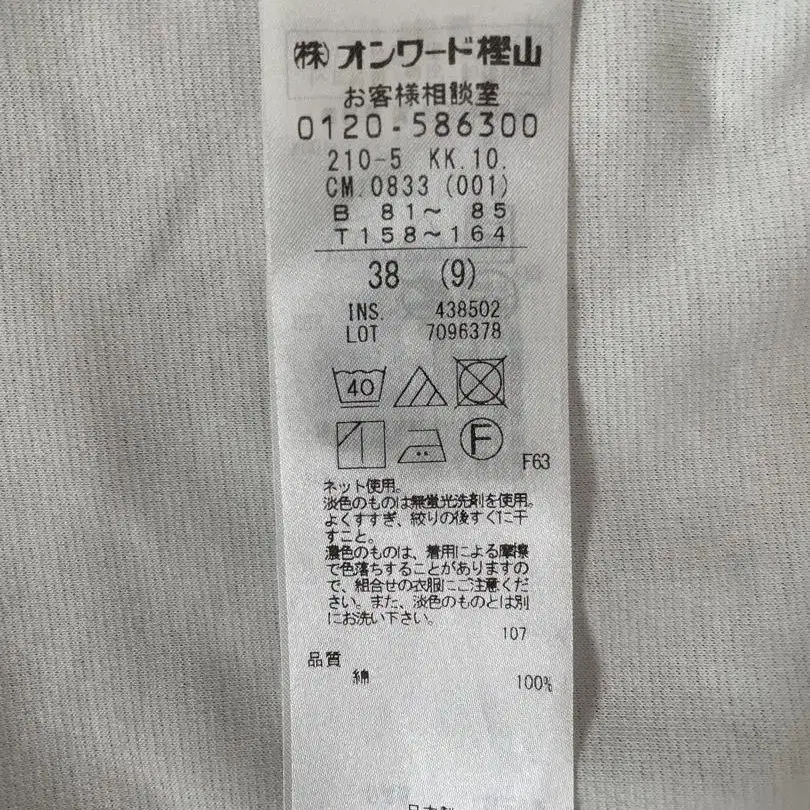 (株)オンワード樫山
お客様相談室
0120-586300
210-5 KK.10.
CM.0833 (001)
B 81～ 85
T158～164
38 (9)
INS. 438502
LOT 7096378
40
F
F63
ネット使用。
淡色のものは無蛍光洗剤を使用。
よくすすぎ、絞りの後すぐに干
すこと。
濃色のものは、着用による摩擦
で色落ちすることがありますの
で、組合せの衣服にご注意くだ
さい。また、淡色のものとは別
にお洗い下さい。
107
品質
綿 100%